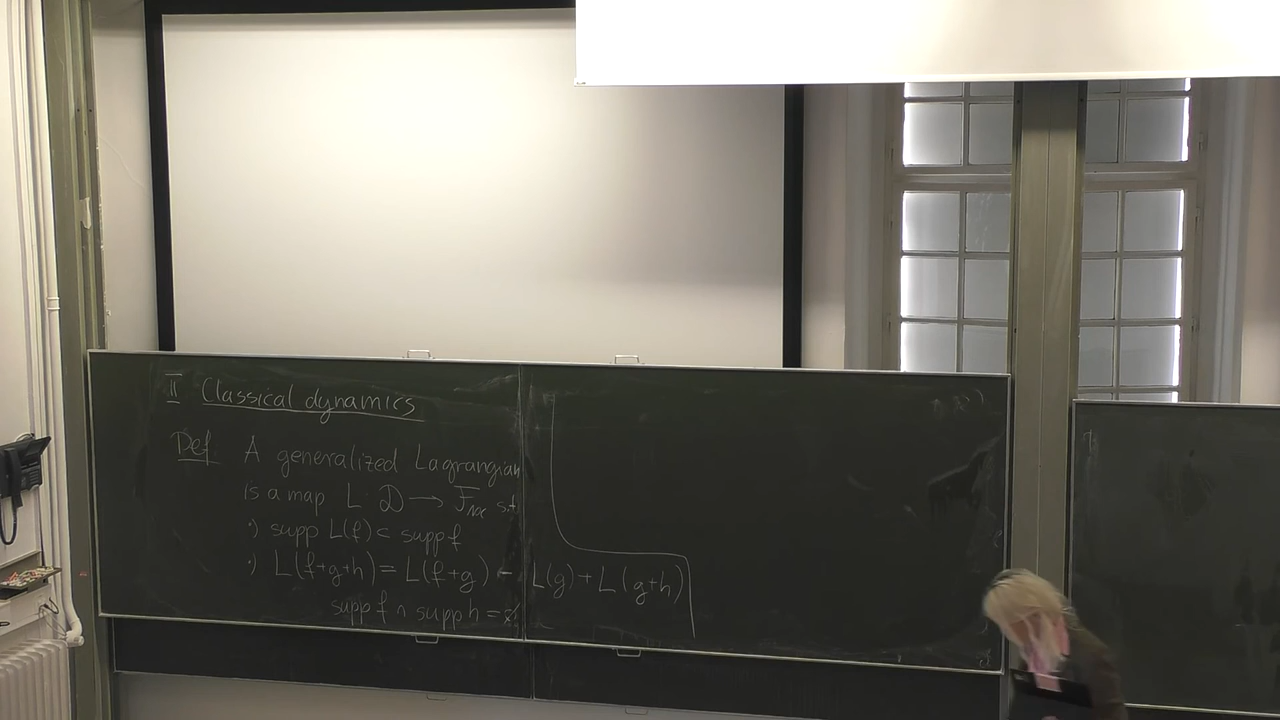 II Classical dynamics
Def. A generalized Lagrangian
is a map L: D → F_loc s.t.
·) supp L(f) ⊂ supp f
·) L(f+g+h) = L(f+g) - L(g) + L(g+h)
supp f ∩ supp h = ∅